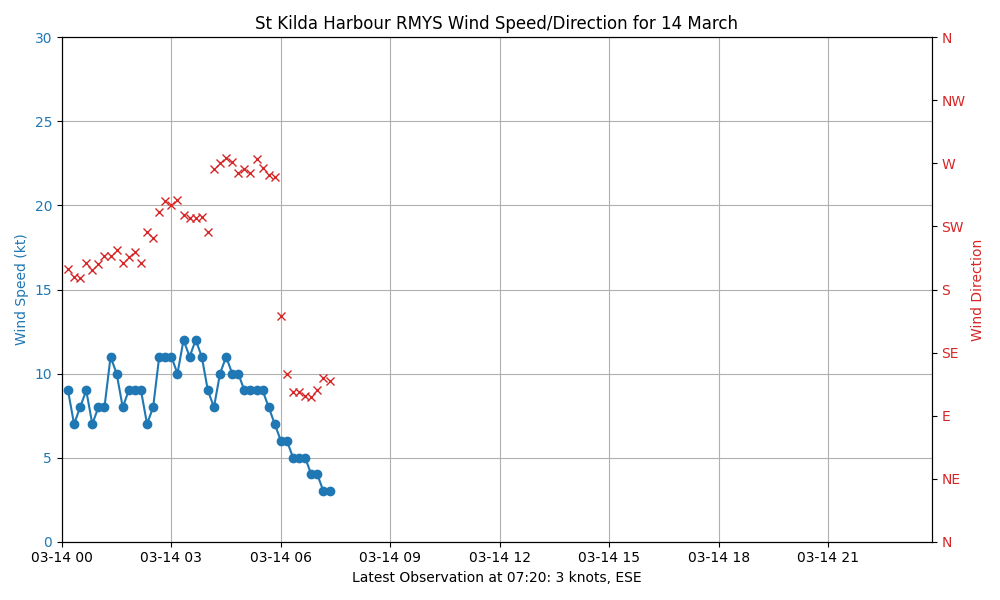 St Kilda Harbour RMYS Wind Speed/Direction for 14 March
30
25
20
15
10
5
0
Wind Speed (kt)
N
NW
W
SW
S
SE
E
NE
N
Wind Direction
03-14 00
03-14 03
03-14 06
03-14 09
03-14 12
03-14 15
03-14 18
03-14 21
Latest Observation at 07:20: 3 knots, ESE